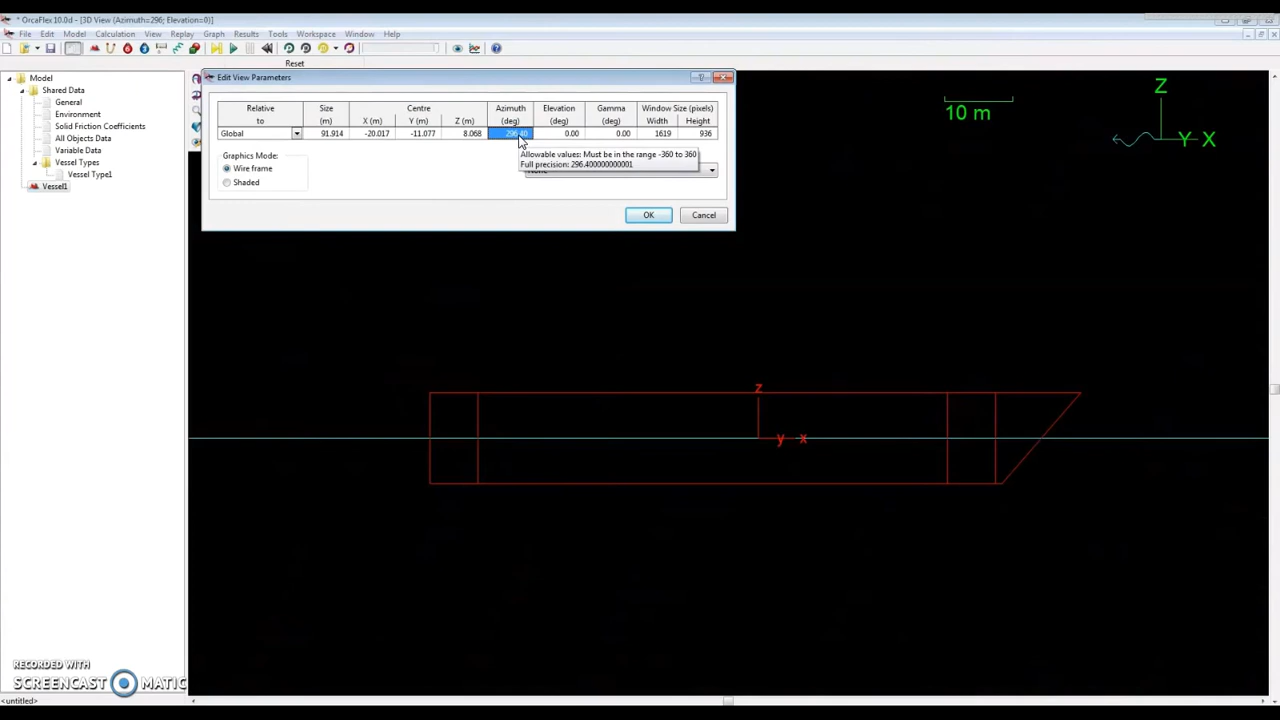 * OrcaFlex 10.0d - [3D View (Azimuth=296; Elevation=0)]
File Edit Model Calculation View Replay Graph Results Tools Workspace Window Help
Reset
Model
Shared Data
General
Environment
Solid Friction Coefficients
All Objects Data
Variable Data
Vessel Types
Vessel Type1
Vessel1
Edit View Parameters
Relative Size Centre Azimuth Elevation Gamma Window Size (pixels)
to (m) X (m) Y (m) Z (m) (deg) (deg) (deg) Width Height
Global 91.914 -20.017 -11.077 8.068 296.40 0.00 0.00 1619 936
Graphics Mode:
Wire frame
Shaded
Allowable values: Must be in the range -360 to 360
Full precision: 296.400000000001
OK Cancel
10 m
Z
Y X
z
y x
RECORDED WITH
SCREENCAST MATIC
<untitled>